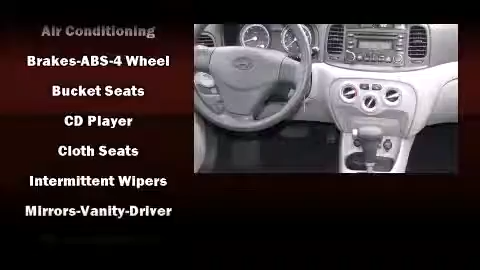 Air Conditioning
Brakes-ABS-4 Wheel
Bucket Seats
CD Player
Cloth Seats
Intermittent Wipers
Mirrors-Vanity-Driver